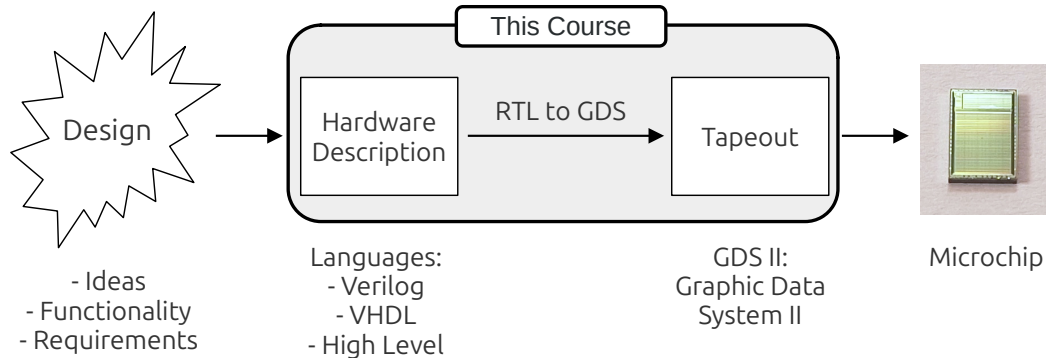 This Course
Design
Hardware
Description
RTL to GDS
Tapeout
- Ideas
- Functionality
- Requirements
Languages:
- Verilog
- VHDL
- High Level
GDS II:
Graphic Data
System II
Microchip